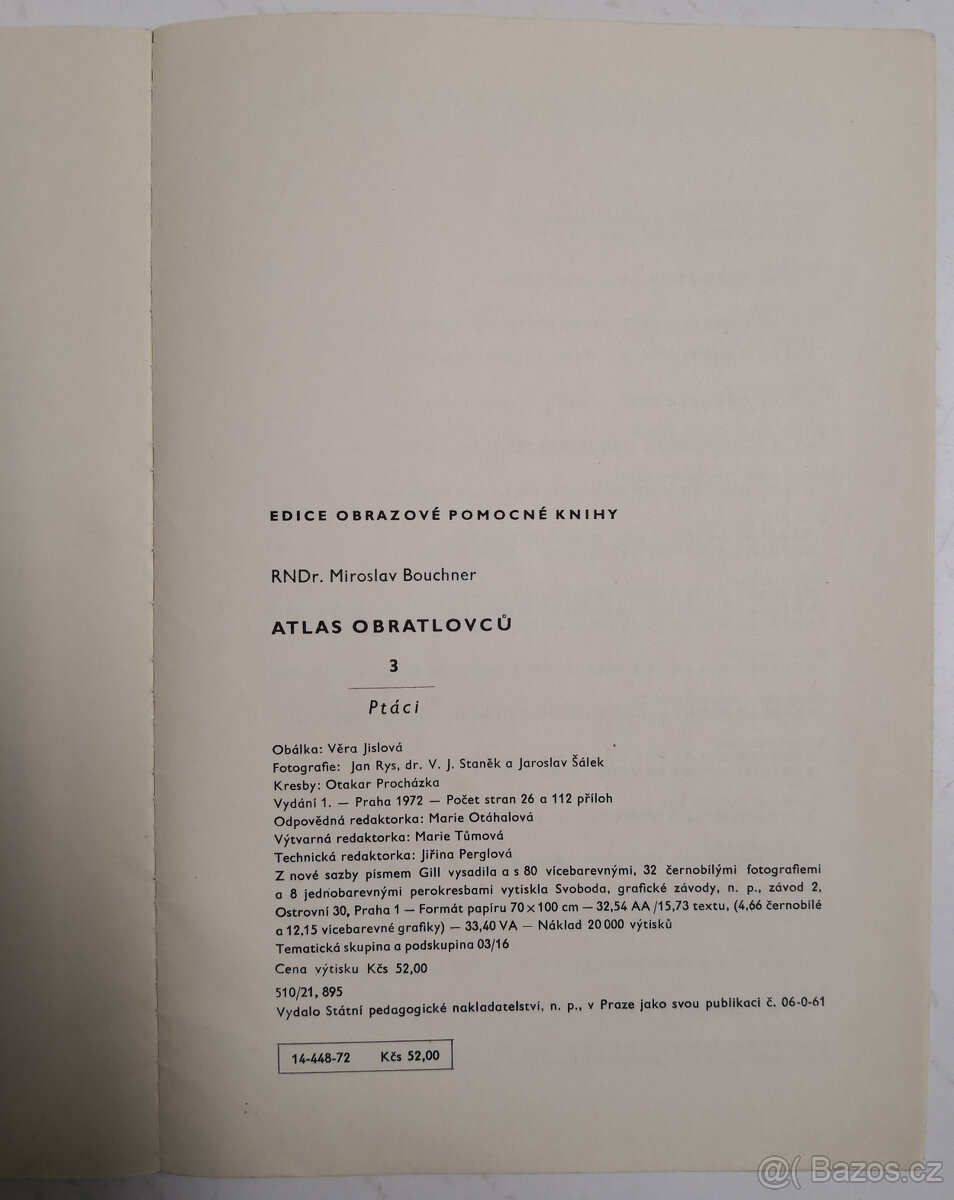 EDICE OBRAZOVÉ POMOCNÉ KNIHY
RNDr. Miroslav Bouchner
ATLAS OBRATLOVCŮ
3
Ptáci
Obálka: Věra Jislová
Fotografie: Jan Rys, dr. V. J. Staněk a Jaroslav Šálek
Kresby: Otakar Procházka
Vydání 1. — Praha 1972 — Počet stran 26 a 112 příloh
Odpovědná redaktorka: Marie Otáhalová
Výtvarná redaktorka: Marie Tůmová
Technická redaktorka: Jiřina Perglová
Z nové sazby písmem Gill vysadila a s 80 vícebarevnými, 32 černobílými fotografiemi
a 8 jednobarevnými perokresbami vytiskla Svoboda, grafické závody, n. p., závod 2,
Ostrovní 30, Praha 1 — Formát papíru 70×100 cm — 32,54 AA/15,73 textu, (4,66 černobílé
a 12,15 vícebarevné grafiky) — 33,40 VA — Náklad 20 000 výtisků
Tematická skupina a podskupina 03/16
Cena výtisku Kčs 52,00
510/21, 895
Vydalo Státní pedagogické nakladatelství, n. p., v Praze jako svou publikaci č. 06-0-61
14-448-72 Kčs 52,00
@( Bazos.cz